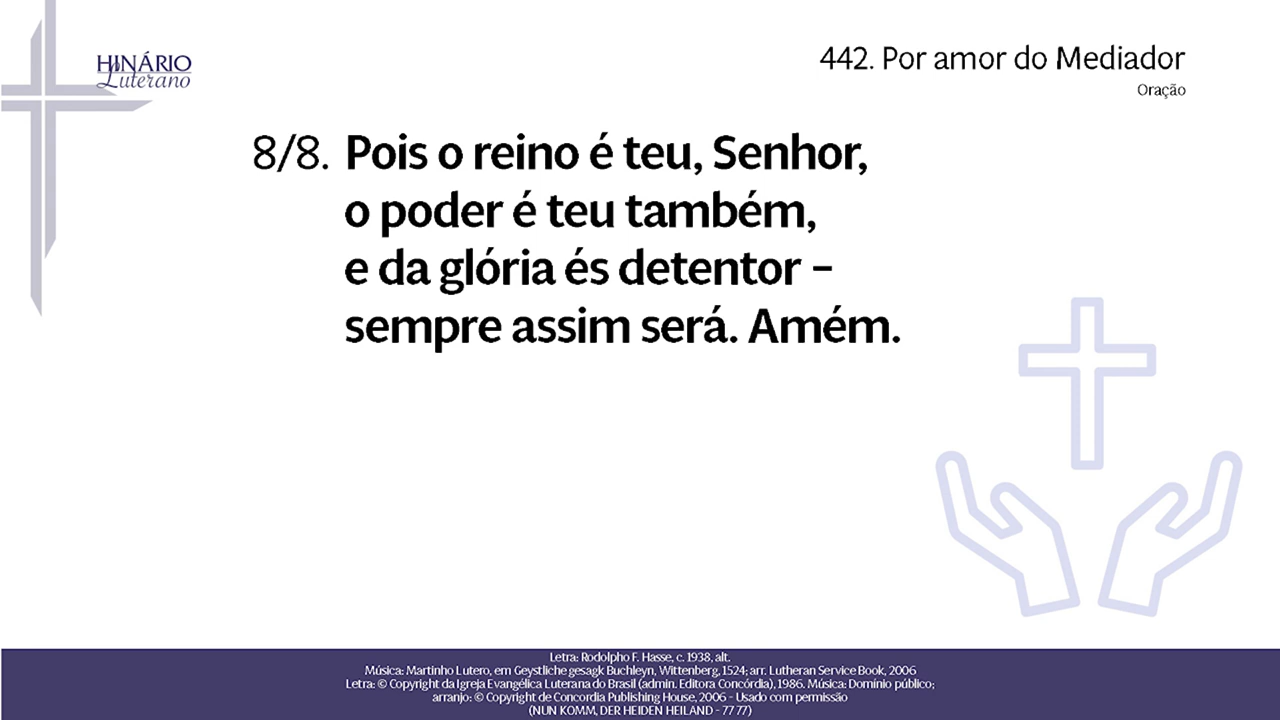 HINÁRIO
Luterano
442. Por amor do Mediador
Oração
8/8. Pois o reino é teu, Senhor,
o poder é teu também,
e da glória és detentor –
sempre assim será. Amém.
Letra: Rodolpho F. Hasse, c. 1938, alt.
Música: Martinho Lutero, em Geystliche gesagk Buchleyn, Wittenberg, 1524; arr. Lutheran Service Book, 2006
Letra: © Copyright da Igreja Evangélica Luterana do Brasil (admin. Editora Concórdia), 1986. Música: Domínio público;
arranjo: © Copyright de Concordia Publishing House, 2006 - Usado com permissão
(NUN KOMM, DER HEIDEN HEILAND - 77 77)